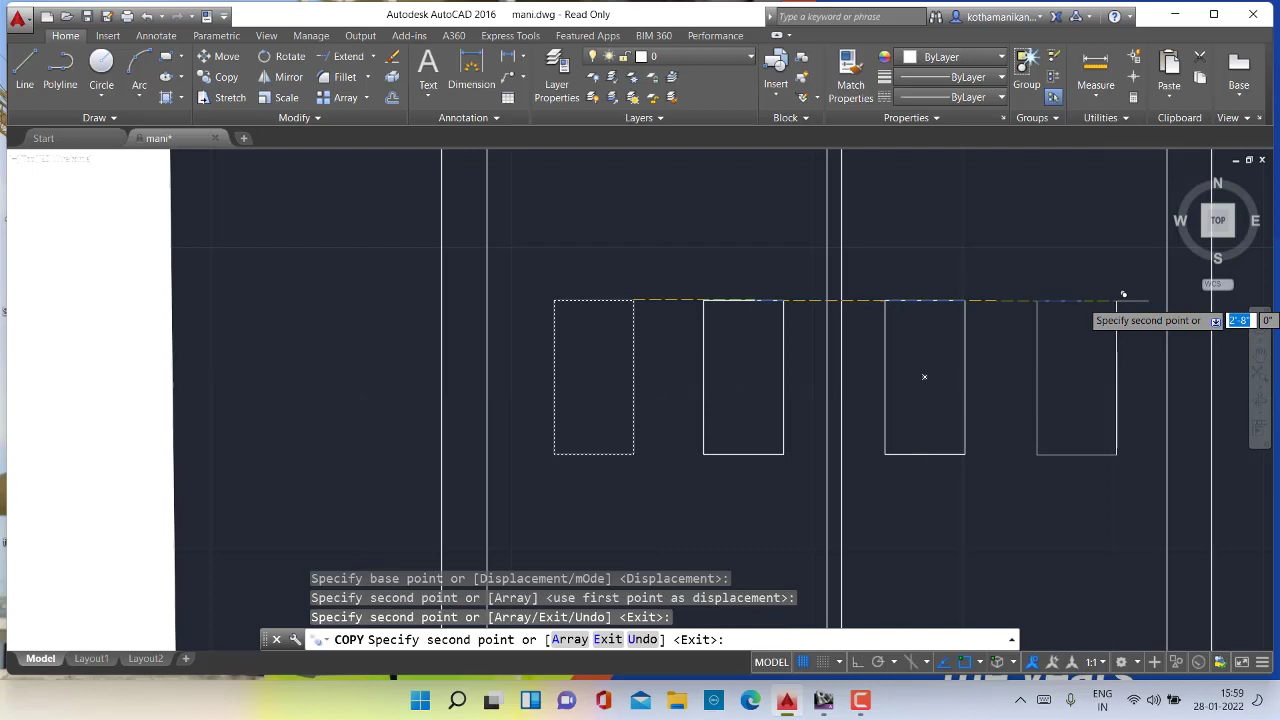 Autodesk AutoCAD 2016 mani.dwg - Read Only
Type a keyword or phrase
kothamanikan...
Home Insert Annotate Parametric View Manage Output Add-ins A360 Express Tools Featured Apps BIM 360 Performance
Line Polyline Circle Arc
Move Rotate Extend
Copy Mirror Fillet
Stretch Scale Array
Text Dimension
Layer Properties
0
Insert
Match Properties
ByLayer
ByLayer
ByLayer
Group
Measure
Paste
Base
Draw Modify Annotation Layers Block Properties Groups Utilities Clipboard View
Start mani*
N
W TOP E
S
WCS
Specify second point or 2'-8" 0"
Specify base point or [Displacement/mOde] <Displacement>:
Specify second point or [Array] <use first point as displacement>:
Specify second point or [Array/Exit/Undo] <Exit>:
COPY Specify second point or [Array Exit Undo] <Exit>:
Model Layout1 Layout2
MODEL 1:1
ENG
IN
15:59
28-01-2022